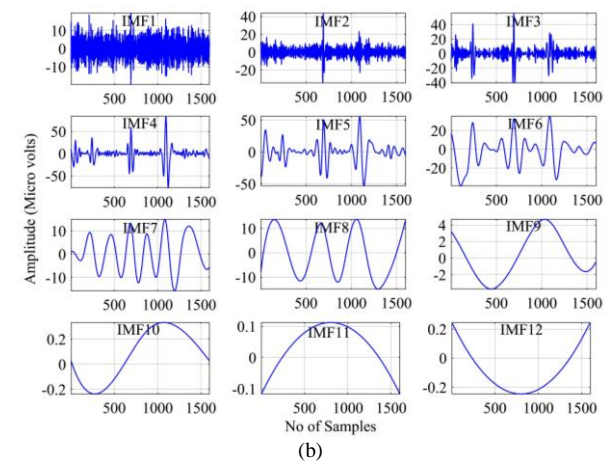 IMF1 IMF2 IMF3
10 0 -10
40 20 0 -20
40 20 0 -20 -40
500 1000 1500 500 1000 1500 500 1000 1500
IMF4 IMF5 IMF6
50 0 -50
50 0 -50
20 0 -20
500 1000 1500 500 1000 1500 500 1000 1500
Amplitude (Micro volts)
IMF7 IMF8 IMF9
10 0 -10
10 0 -10
4 2 0 -2
500 1000 1500 500 1000 1500 500 1000 1500
IMF10 IMF11 IMF12
0.2 0 -0.2
0.1 0 -0.1
0.2 0 -0.2
500 1000 1500 500 1000 1500 500 1000 1500
No of Samples
(b)